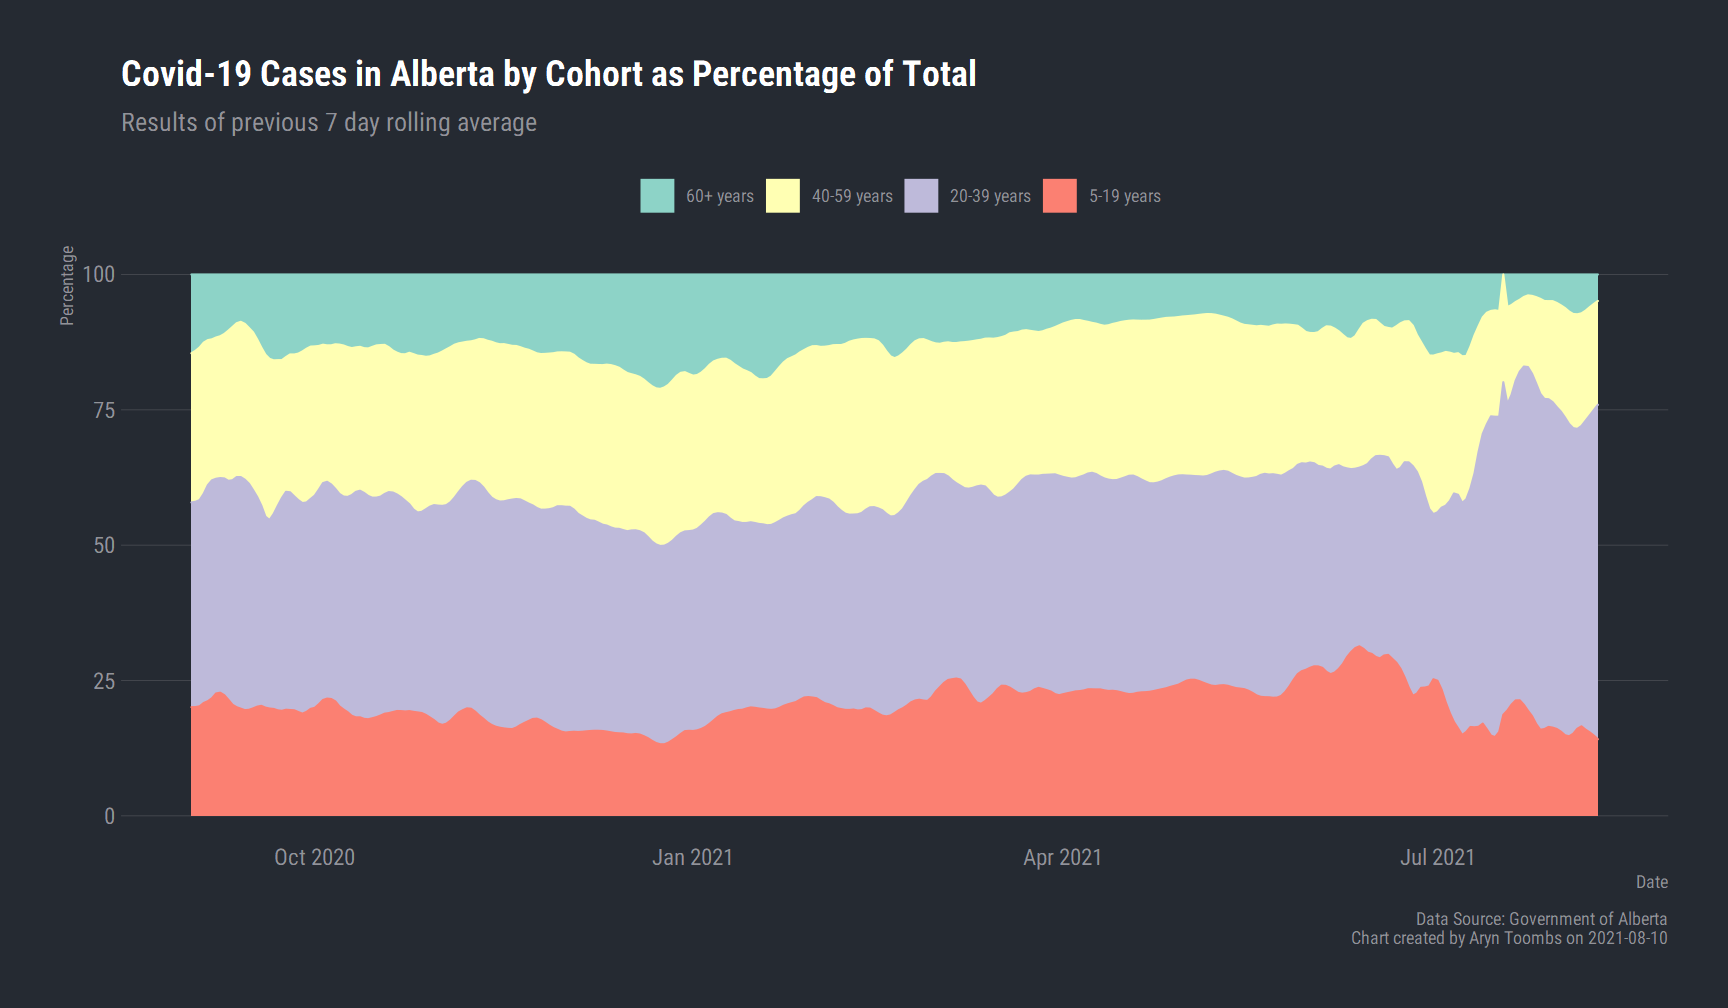 Covid-19 Cases in Alberta by Cohort as Percentage of Total
Results of previous 7 day rolling average
60+ years 40-59 years 20-39 years 5-19 years
Percentage
100
75
50
25
0
Oct 2020 Jan 2021 Apr 2021 Jul 2021
Date
Data Source: Government of Alberta
Chart created by Aryn Toombs on 2021-08-10